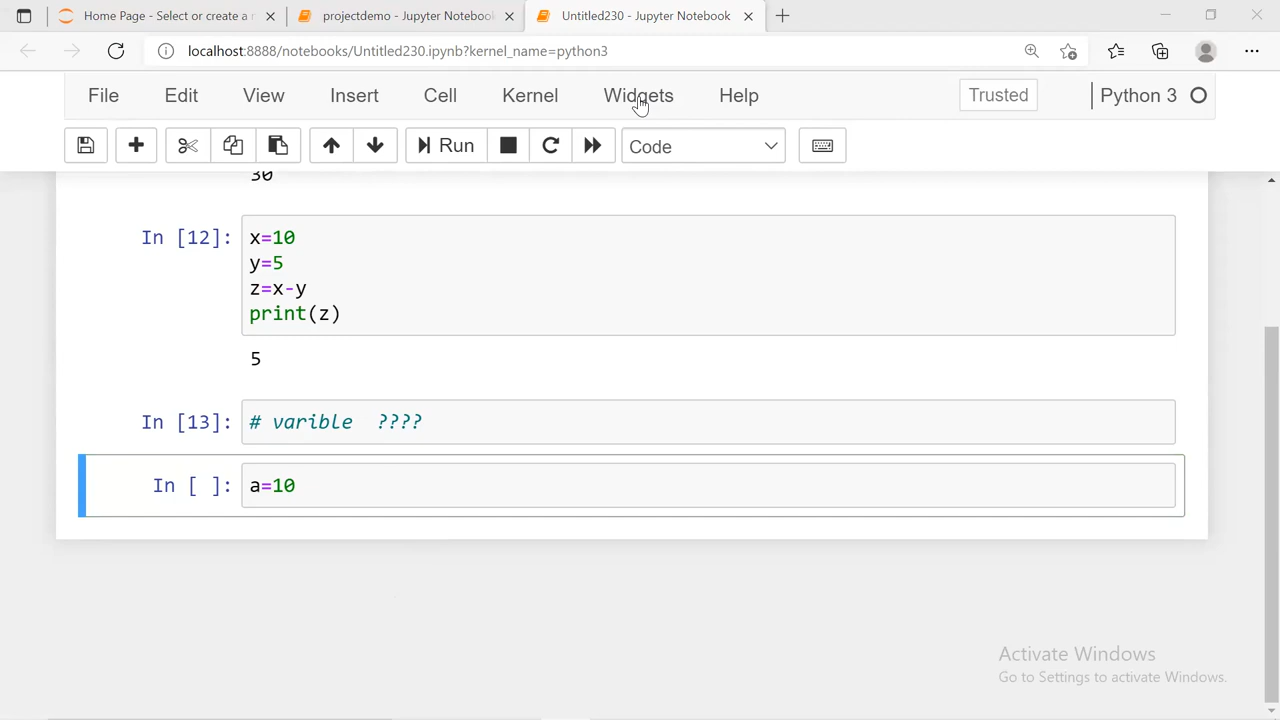 Home Page - Select or create a n
projectdemo - Jupyter Notebook
Untitled230 - Jupyter Notebook
localhost:8888/notebooks/Untitled230.ipynb?kernel_name=python3
File Edit View Insert Cell Kernel Widgets Help Trusted Python 3
Run Code
30
In [12]: x=10
y=5
z=x-y
print(z)
5
In [13]: # varible ????
In [ ]: a=10
Activate Windows
Go to Settings to activate Windows.